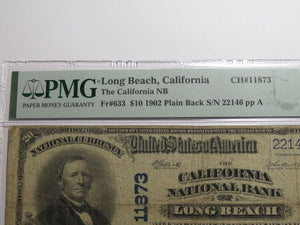 PMG
PAPER MONEY GUARANTY
Long Beach, California CH#11873
The California NB
Fr#633 $10 1902 Plain Back S/N 22146 pp A
NATIONAL CURRENCY
United States of America
THE
2214
CALIFORNIA
NATIONAL BANK
OF
LONG BEACH
11873